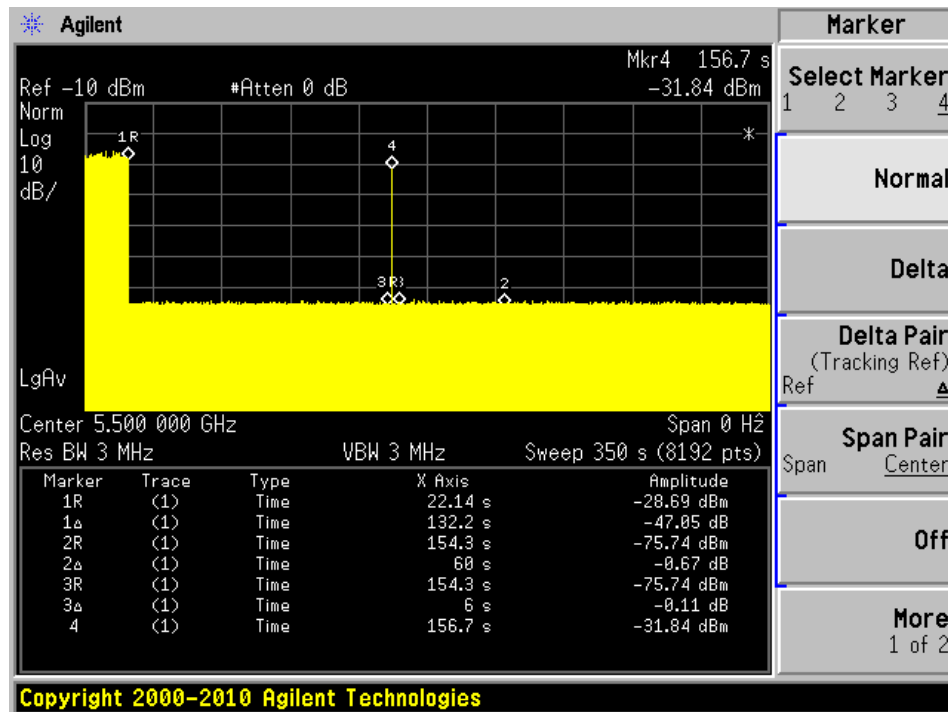 Agilent
Marker
Mkr4 156.7 s
Ref -10 dBm #Atten 0 dB -31.84 dBm
Norm
Log
10
dB/
1R
4
*
3R
2
LgAv
Center 5.500 000 GHz Span 0 Hz
Res BW 3 MHz VBW 3 MHz Sweep 350 s (8192 pts)
Marker Trace Type X Axis Amplitude
1R (1) Time 22.14 s -28.69 dBm
1Δ (1) Time 132.2 s -47.05 dB
2R (1) Time 154.3 s -75.74 dBm
2Δ (1) Time 60 s -0.67 dB
3R (1) Time 154.3 s -75.74 dBm
3Δ (1) Time 6 s -0.11 dB
4 (1) Time 156.7 s -31.84 dBm
Select Marker
1 2 3 4
Normal
Delta
Delta Pair
(Tracking Ref)
Ref Δ
Span Pair
Span Center
Off
More
1 of 2
Copyright 2000-2010 Agilent Technologies